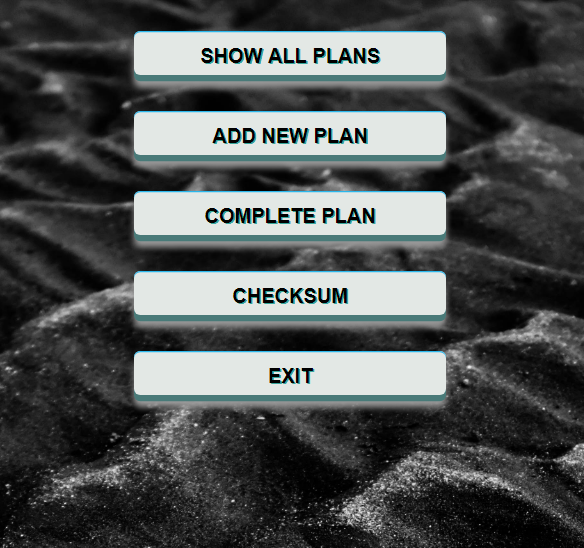 SHOW ALL PLANS
ADD NEW PLAN
COMPLETE PLAN
CHECKSUM
EXIT